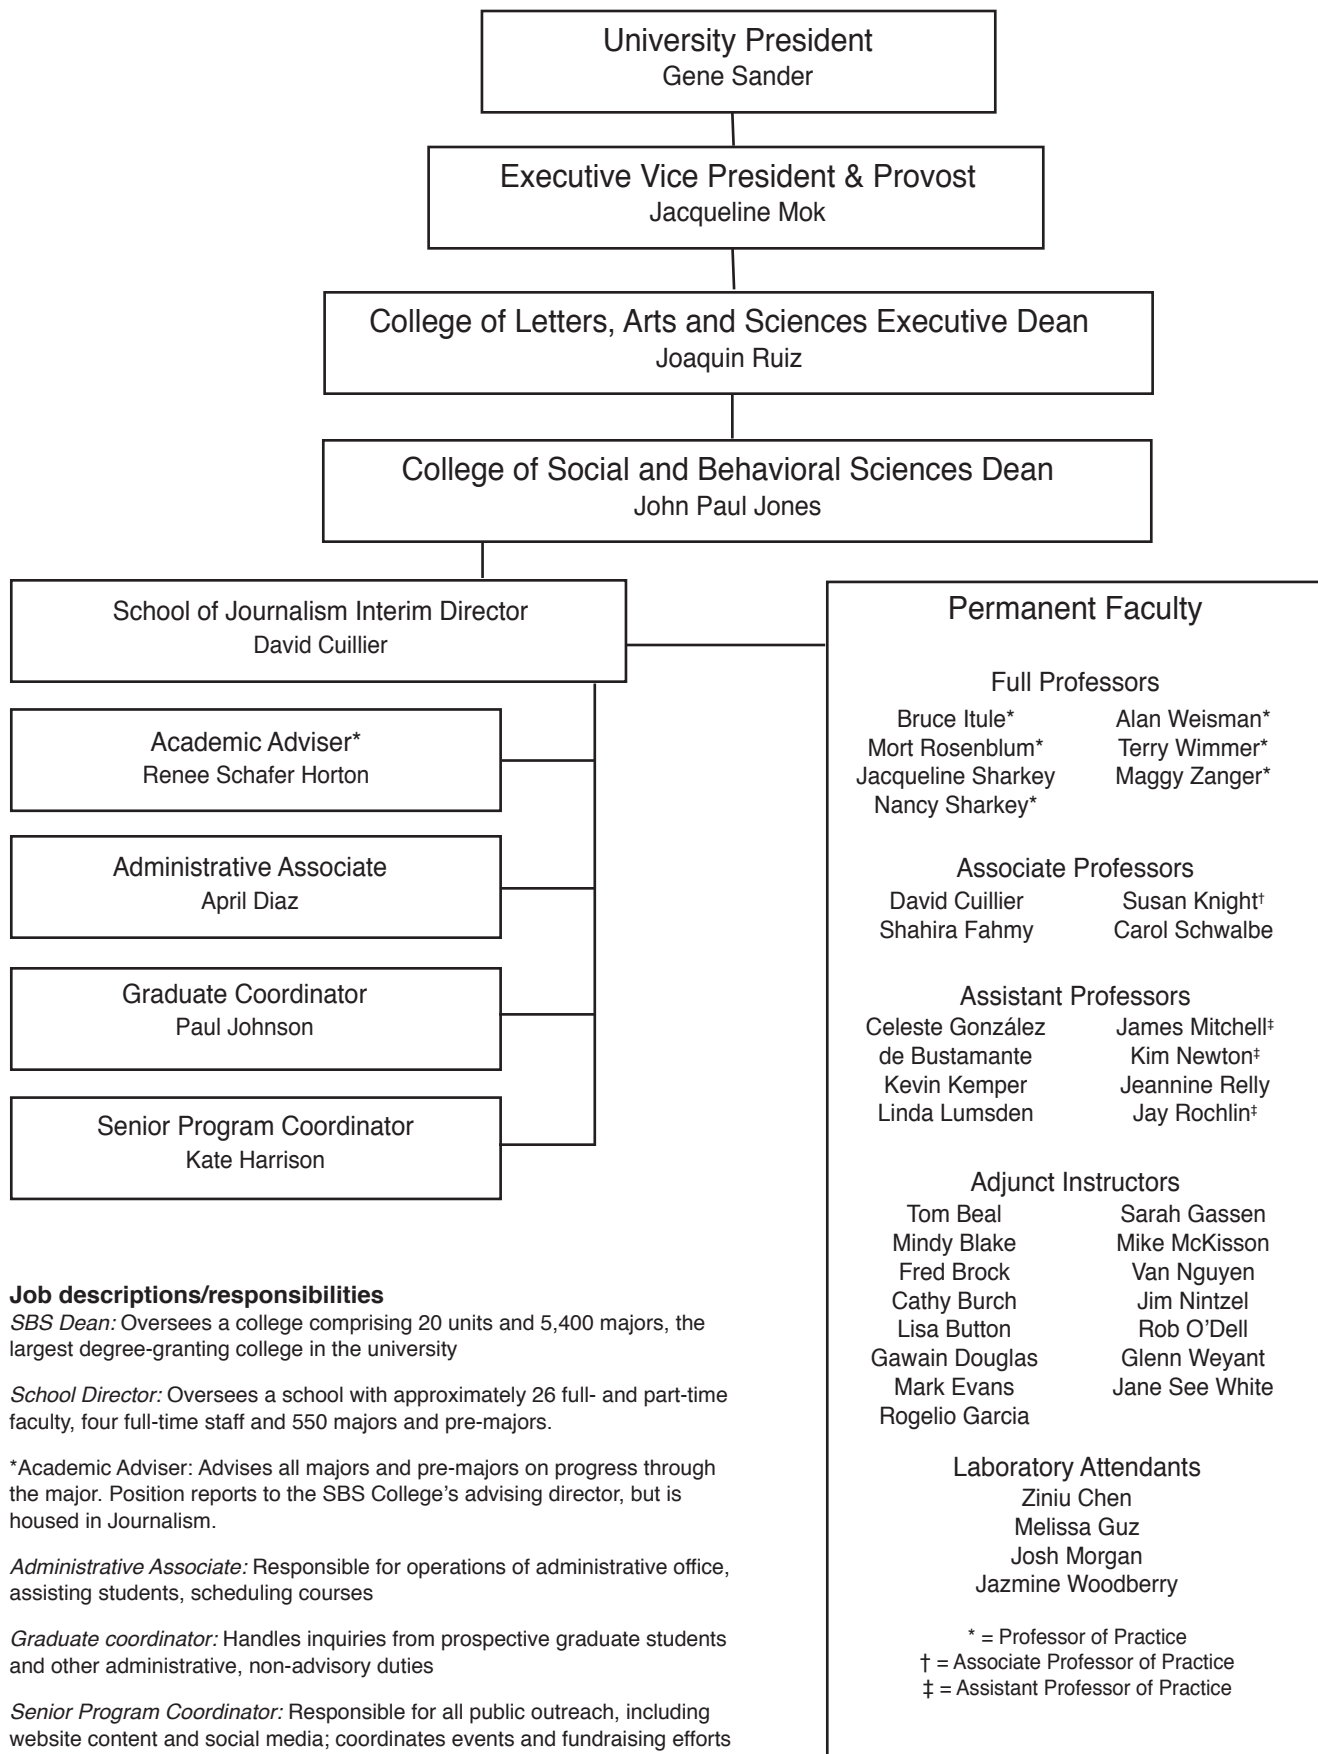 University President
Gene Sander
Executive Vice President & Provost
Jacqueline Mok
College of Letters, Arts and Sciences Executive Dean
Joaquin Ruiz
College of Social and Behavioral Sciences Dean
John Paul Jones
School of Journalism Interim Director
David Cuillier
Academic Adviser*
Renee Schafer Horton
Administrative Associate
April Diaz
Graduate Coordinator
Paul Johnson
Senior Program Coordinator
Kate Harrison
Job descriptions/responsibilities
SBS Dean: Oversees a college comprising 20 units and 5,400 majors, the
largest degree-granting college in the university
School Director: Oversees a school with approximately 26 full- and part-time
faculty, four full-time staff and 550 majors and pre-majors.
*Academic Adviser: Advises all majors and pre-majors on progress through
the major. Position reports to the SBS College’s advising director, but is
housed in Journalism.
Administrative Associate: Responsible for operations of administrative office,
assisting students, scheduling courses
Graduate coordinator: Handles inquiries from prospective graduate students
and other administrative, non-advisory duties
Senior Program Coordinator: Responsible for all public outreach, including
website content and social media; coordinates events and fundraising efforts
Permanent Faculty
Full Professors
Bruce Itule*
Mort Rosenblum*
Jacqueline Sharkey
Nancy Sharkey*
Alan Weisman*
Terry Wimmer*
Maggy Zanger*
Associate Professors
David Cuillier
Shahira Fahmy
Susan Knight†
Carol Schwalbe
Assistant Professors
Celeste González
de Bustamante
Kevin Kemper
Linda Lumsden
James Mitchell‡
Kim Newton‡
Jeannine Relly
Jay Rochlin‡
Adjunct Instructors
Tom Beal
Mindy Blake
Fred Brock
Cathy Burch
Lisa Button
Gawain Douglas
Mark Evans
Rogelio Garcia
Sarah Gassen
Mike McKisson
Van Nguyen
Jim Nintzel
Rob O’Dell
Glenn Weyant
Jane See White
Laboratory Attendants
Ziniu Chen
Melissa Guz
Josh Morgan
Jazmine Woodberry
* = Professor of Practice
† = Associate Professor of Practice
‡ = Assistant Professor of Practice